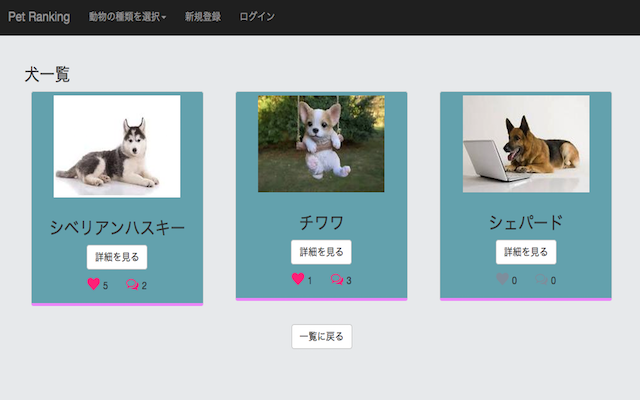 Pet Ranking 動物の種類を選択 新規登録 ログイン
犬一覧
シベリアンハスキー
詳細を見る
5 2
チワワ
詳細を見る
1 3
シェパード
詳細を見る
0 0
一覧に戻る